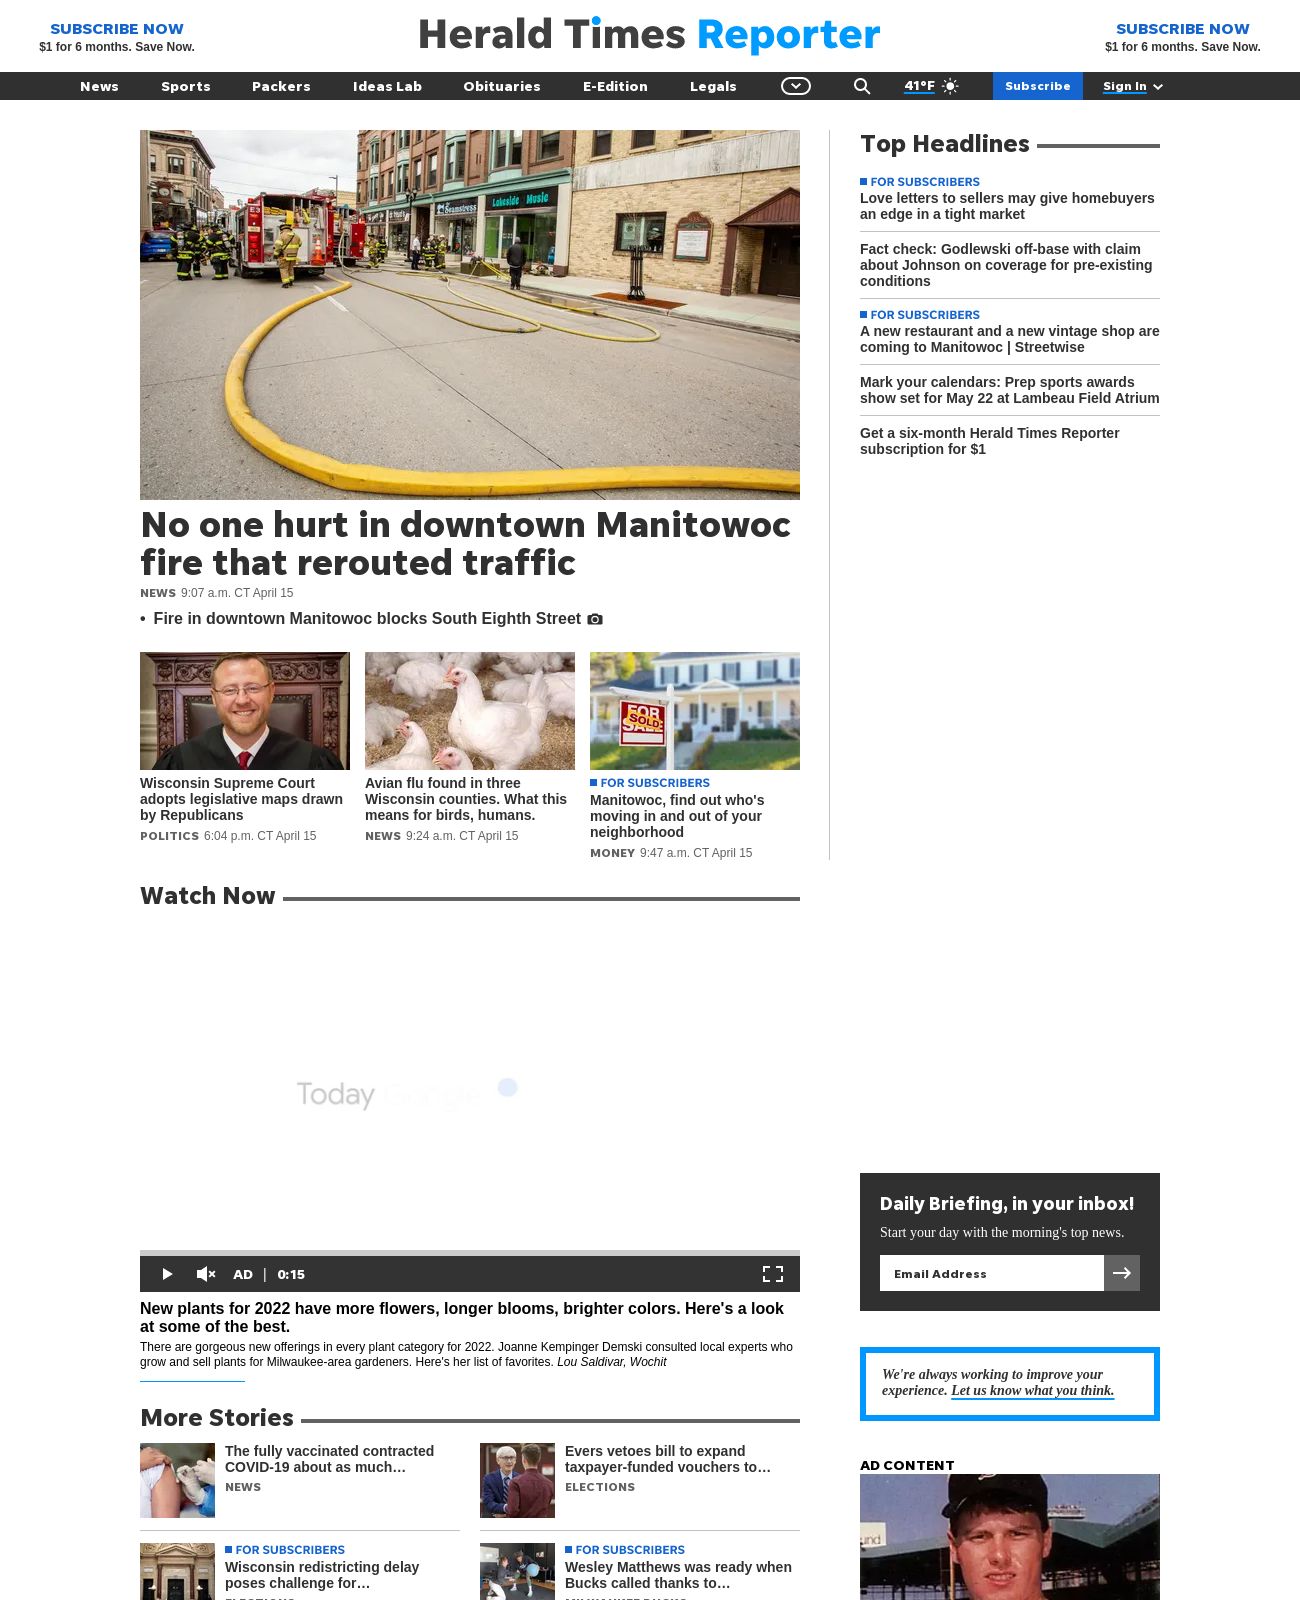 SUBSCRIBE NOW
$1 for 6 months. Save Now.
Herald Times Reporter
SUBSCRIBE NOW
$1 for 6 months. Save Now.
News Sports Packers Ideas Lab Obituaries E-Edition Legals 41°F Subscribe Sign In
E3
Seamstress
Lakeside Music
No one hurt in downtown Manitowoc
fire that rerouted traffic
NEWS 9:07 a.m. CT April 15
• Fire in downtown Manitowoc blocks South Eighth Street
Wisconsin Supreme Court
adopts legislative maps drawn
by Republicans
POLITICS 6:04 p.m. CT April 15
Avian flu found in three
Wisconsin counties. What this
means for birds, humans.
NEWS 9:24 a.m. CT April 15
FOR
SOLD
SALE
FOR SUBSCRIBERS
Manitowoc, find out who's
moving in and out of your
neighborhood
MONEY 9:47 a.m. CT April 15
Top Headlines
FOR SUBSCRIBERS
Love letters to sellers may give homebuyers
an edge in a tight market
Fact check: Godlewski off-base with claim
about Johnson on coverage for pre-existing
conditions
FOR SUBSCRIBERS
A new restaurant and a new vintage shop are
coming to Manitowoc | Streetwise
Mark your calendars: Prep sports awards
show set for May 22 at Lambeau Field Atrium
Get a six-month Herald Times Reporter
subscription for $1
Watch Now
Today Google
AD | 0:15
New plants for 2022 have more flowers, longer blooms, brighter colors. Here's a look
at some of the best.
There are gorgeous new offerings in every plant category for 2022. Joanne Kempinger Demski consulted local experts who
grow and sell plants for Milwaukee-area gardeners. Here's her list of favorites. Lou Saldivar, Wochit
More Stories
The fully vaccinated contracted
COVID-19 about as much…
NEWS
Evers vetoes bill to expand
taxpayer-funded vouchers to…
ELECTIONS
FOR SUBSCRIBERS
Wisconsin redistricting delay
poses challenge for…
ELECTIONS
FOR SUBSCRIBERS
Wesley Matthews was ready when
Bucks called thanks to…
MILWAUKEE BUCKS
Daily Briefing, in your inbox!
Start your day with the morning's top news.
Email Address
We're always working to improve your
experience. Let us know what you think.
AD CONTENT
und